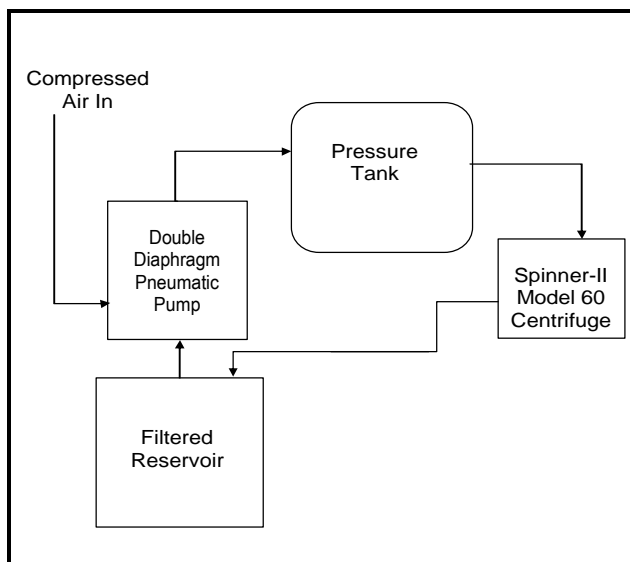 Compressed
Air In
Pressure
Tank
Double
Diaphragm
Pneumatic
Pump
Spinner-II
Model 60
Centrifuge
Filtered
Reservoir